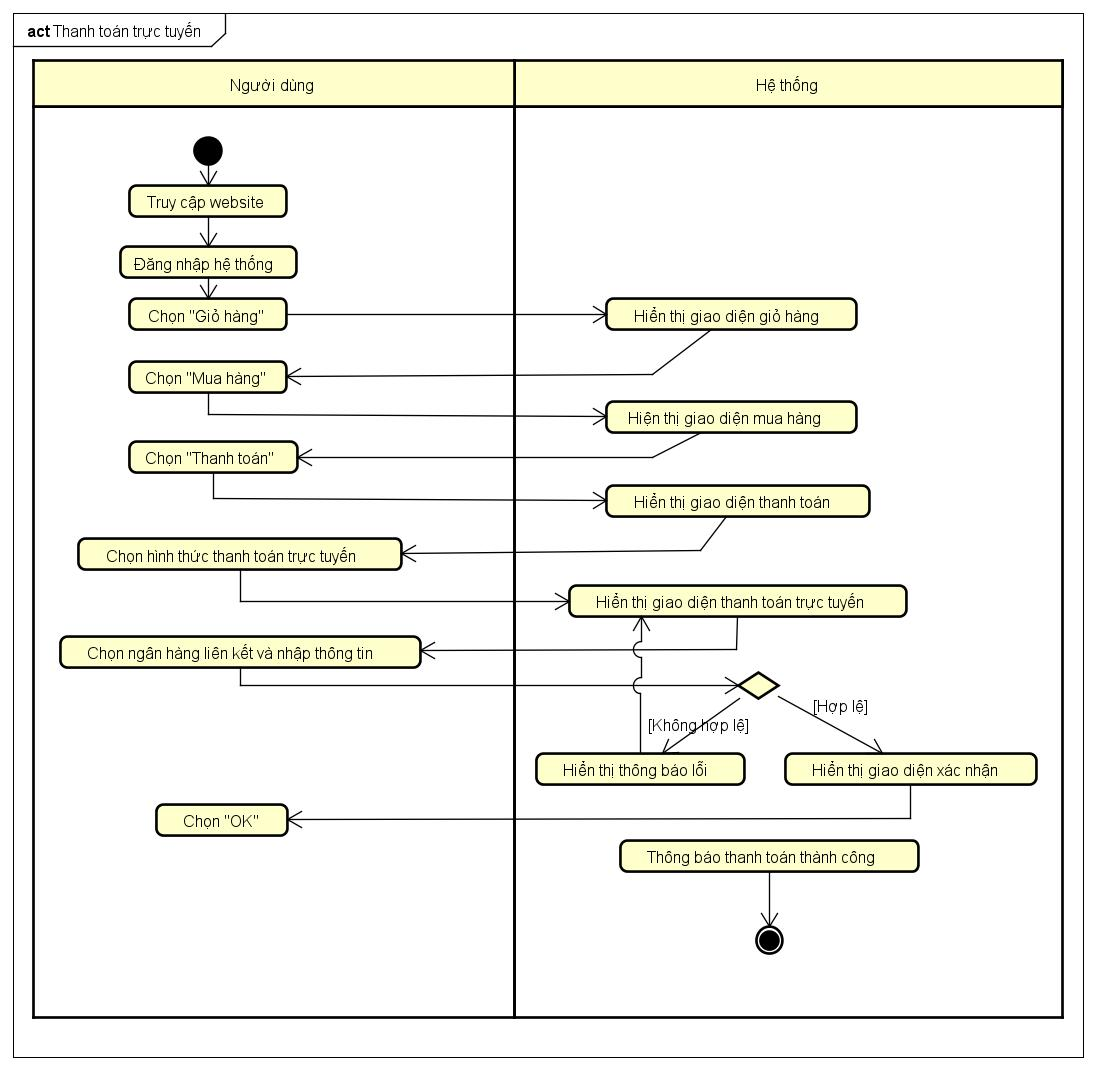 act Thanh toán trực tuyến
Người dùng
Hệ thống
Truy cập website
Đăng nhập hệ thống
Chọn "Giỏ hàng"
Hiển thị giao diện giỏ hàng
Chọn "Mua hàng"
Hiện thị giao diện mua hàng
Chọn "Thanh toán"
Hiển thị giao diện thanh toán
Chọn hình thức thanh toán trực tuyến
Hiển thị giao diện thanh toán trực tuyến
Chọn ngân hàng liên kết và nhập thông tin
[Hợp lệ]
[Không hợp lệ]
Hiển thị thông báo lỗi
Hiển thị giao diện xác nhận
Chọn "OK"
Thông báo thanh toán thành công